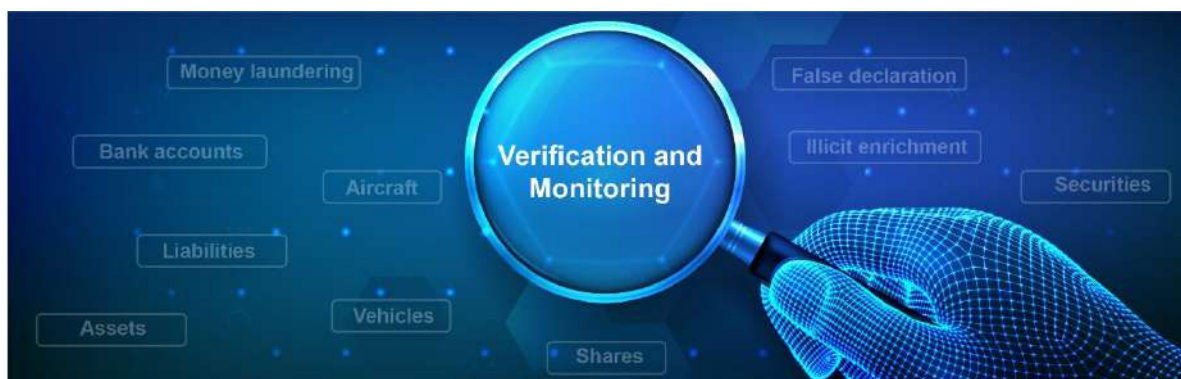 Money laundering
False declaration
Bank accounts
Verification and
Monitoring
Illicit enrichment
Aircraft
Securities
Liabilities
Assets
Vehicles
Shares